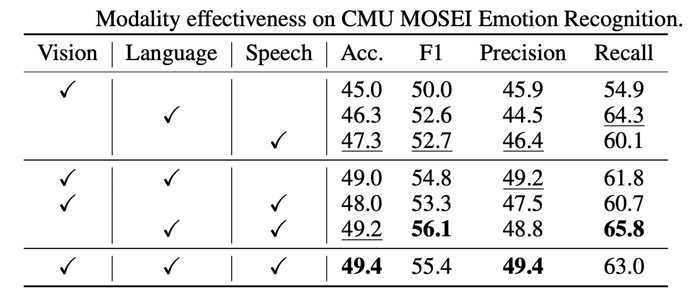 Modality effectiveness on CMU MOSEI Emotion Recognition.
Vision | Language | Speech | Acc. F1 Precision Recall
✓ | | | 45.0 50.0 45.9 54.9
| ✓ | | 46.3 52.6 44.5 64.3
| | ✓ | 47.3 52.7 46.4 60.1
✓ | ✓ | | 49.0 54.8 49.2 61.8
✓ | | ✓ | 48.0 53.3 47.5 60.7
| ✓ | ✓ | 49.2 56.1 48.8 65.8
✓ | ✓ | ✓ | 49.4 55.4 49.4 63.0